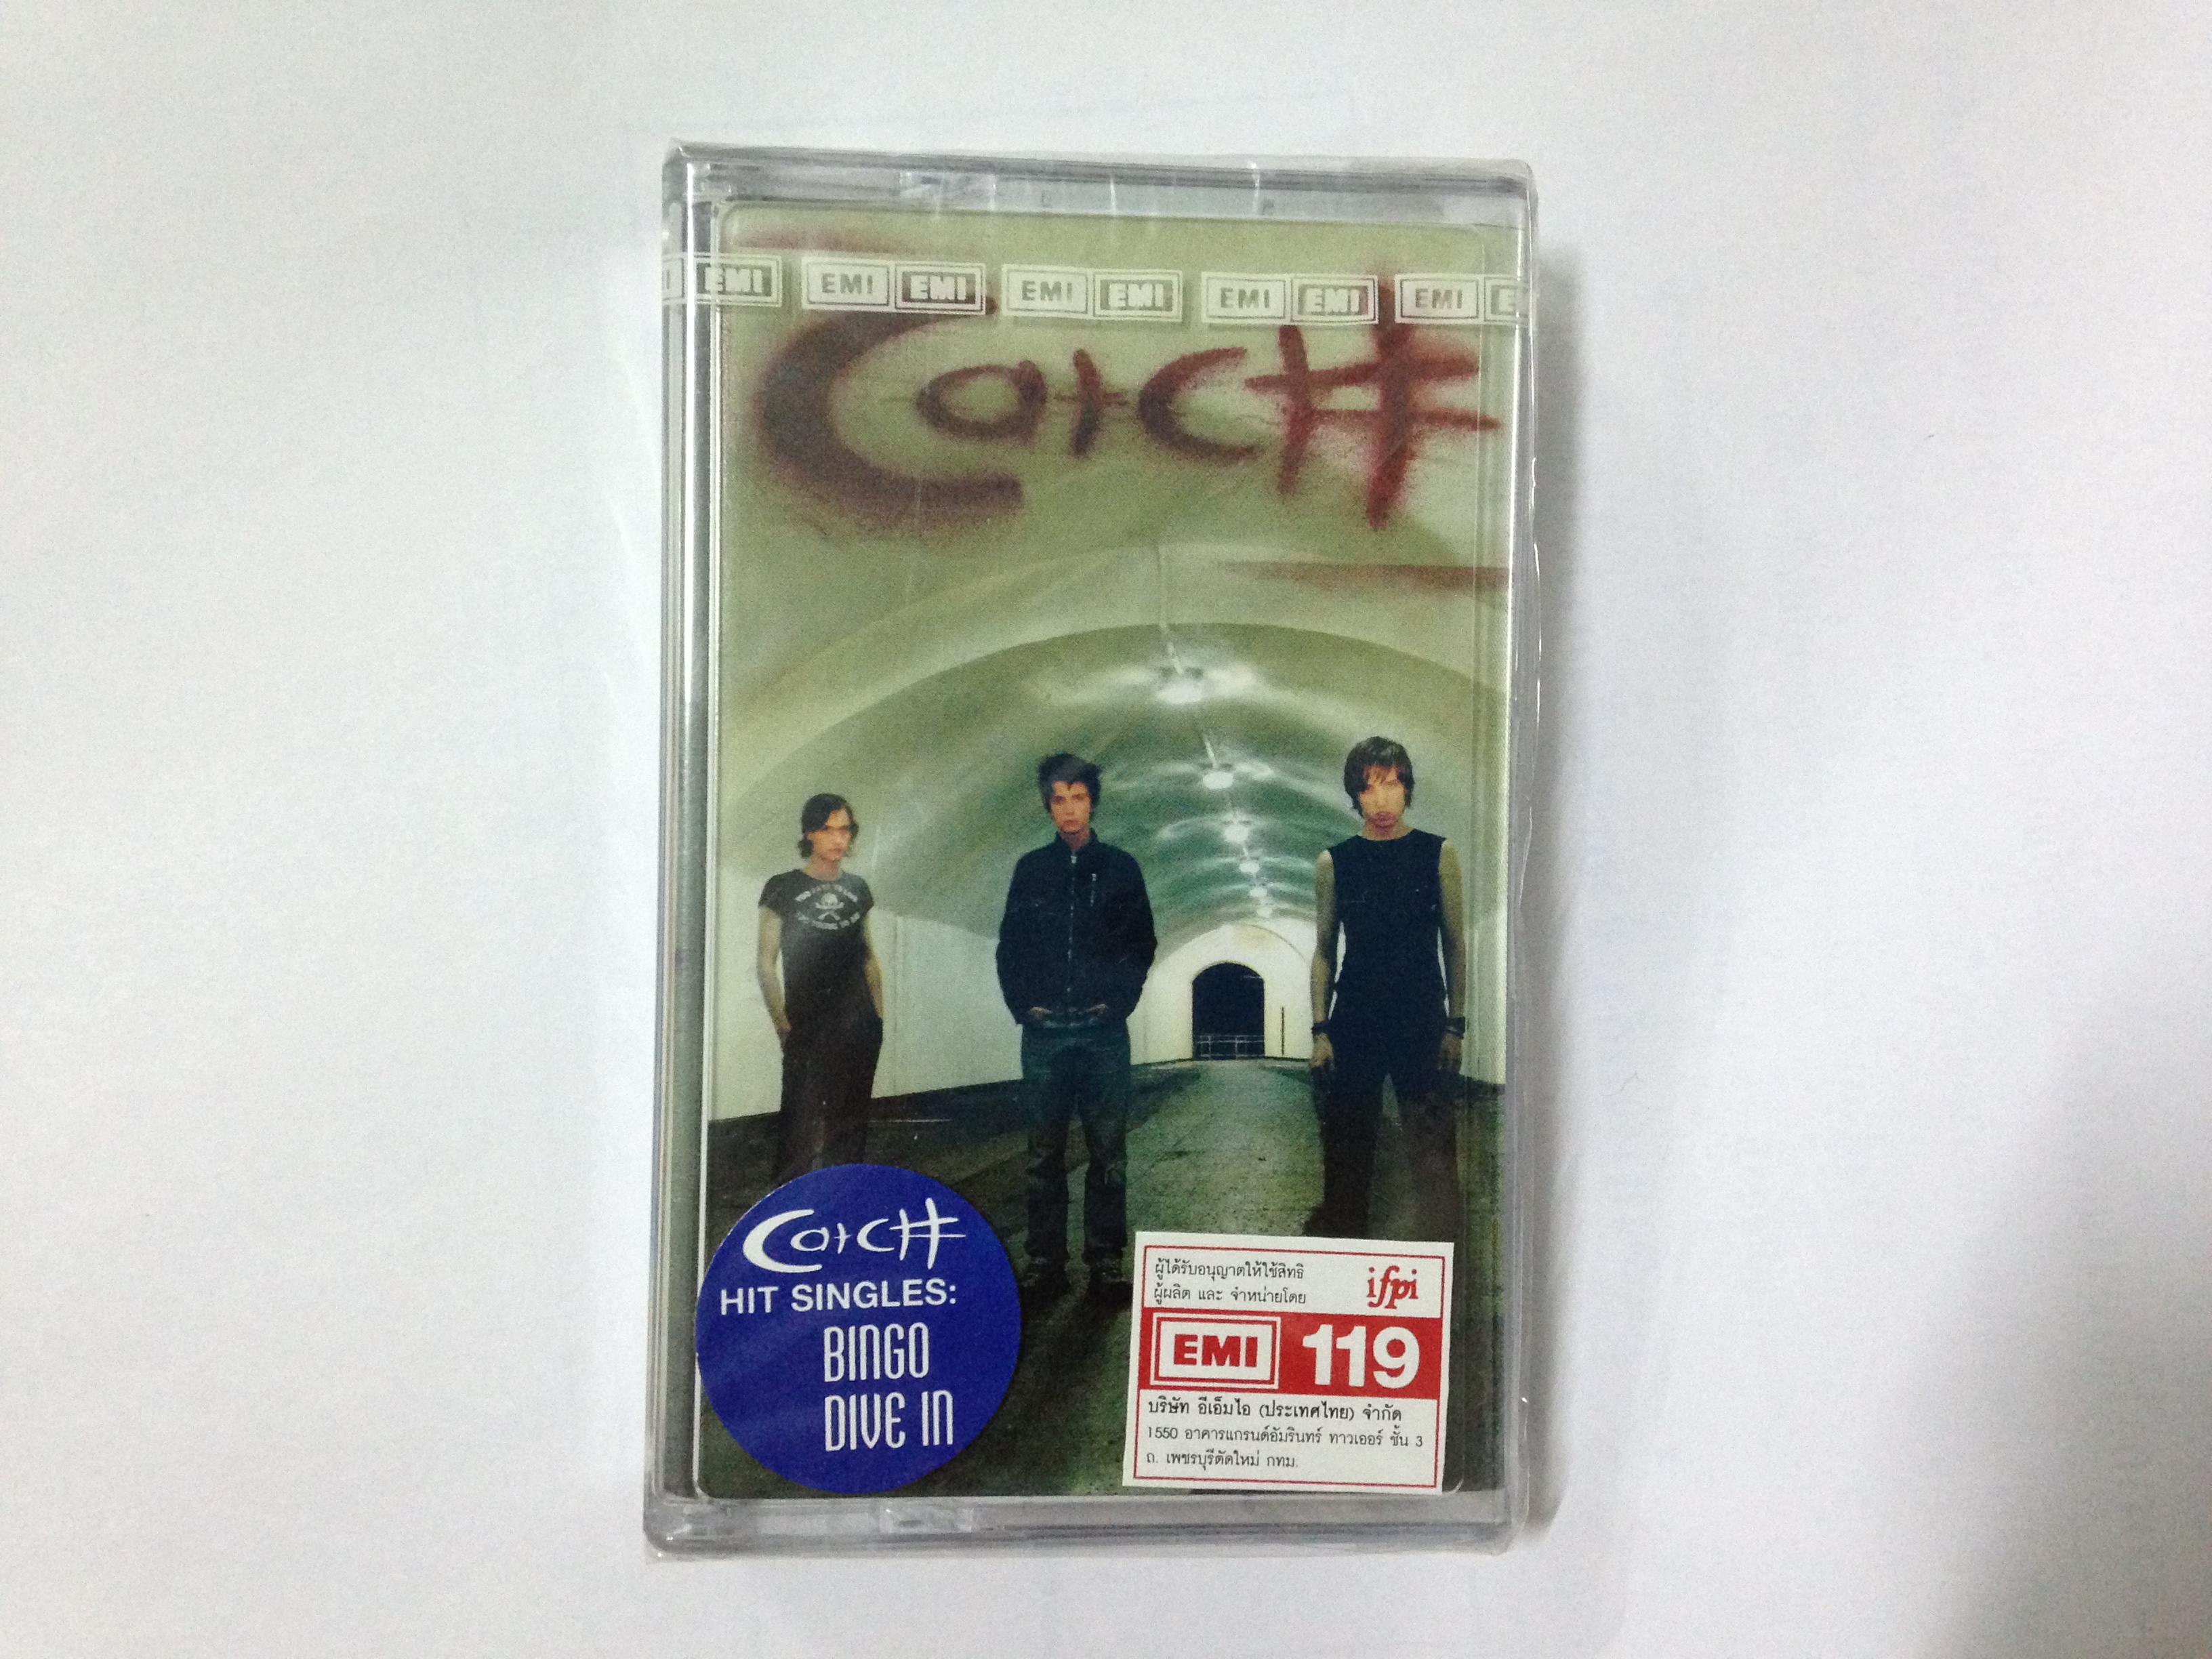 EMI EMI EMI EMI EMI EMI EMI EMI
Catch
Catch
HIT SINGLES:
BINGO
DIVE IN
ผู้ได้รับอนุญาตให้ใช้สิทธิ
ผู้ผลิต และ จำหน่ายโดย
ifpi
EMI 119
บริษัท อีเอ็มไอ (ประเทศไทย) จำกัด
1550 อาคารแกรนด์อัมรินทร์ ทาวเออร์ ชั้น 3
ถ. เพชรบุรีตัดใหม่ กทม.